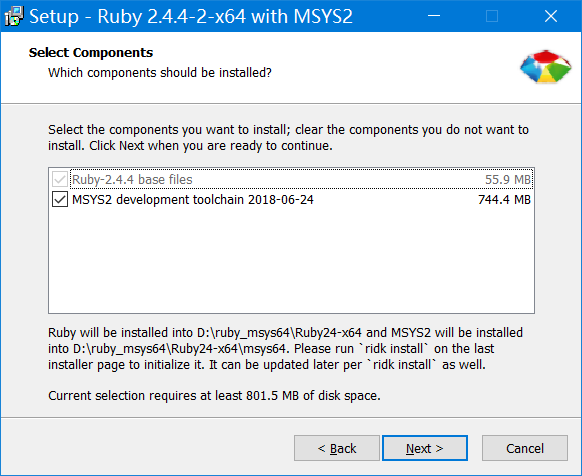 Setup - Ruby 2.4.4-2-x64 with MSYS2
Select Components
Which components should be installed?
Select the components you want to install; clear the components you do not want to
install. Click Next when you are ready to continue.
Ruby-2.4.4 base files 55.9 MB
MSYS2 development toolchain 2018-06-24 744.4 MB
Ruby will be installed into D:\ruby_msys64\Ruby24-x64 and MSYS2 will be installed
into D:\ruby_msys64\Ruby24-x64\msys64. Please run `ridk install` on the last
installer page to initialize it. It can be updated later per `ridk install` as well.
Current selection requires at least 801.5 MB of disk space.
< Back Next > Cancel